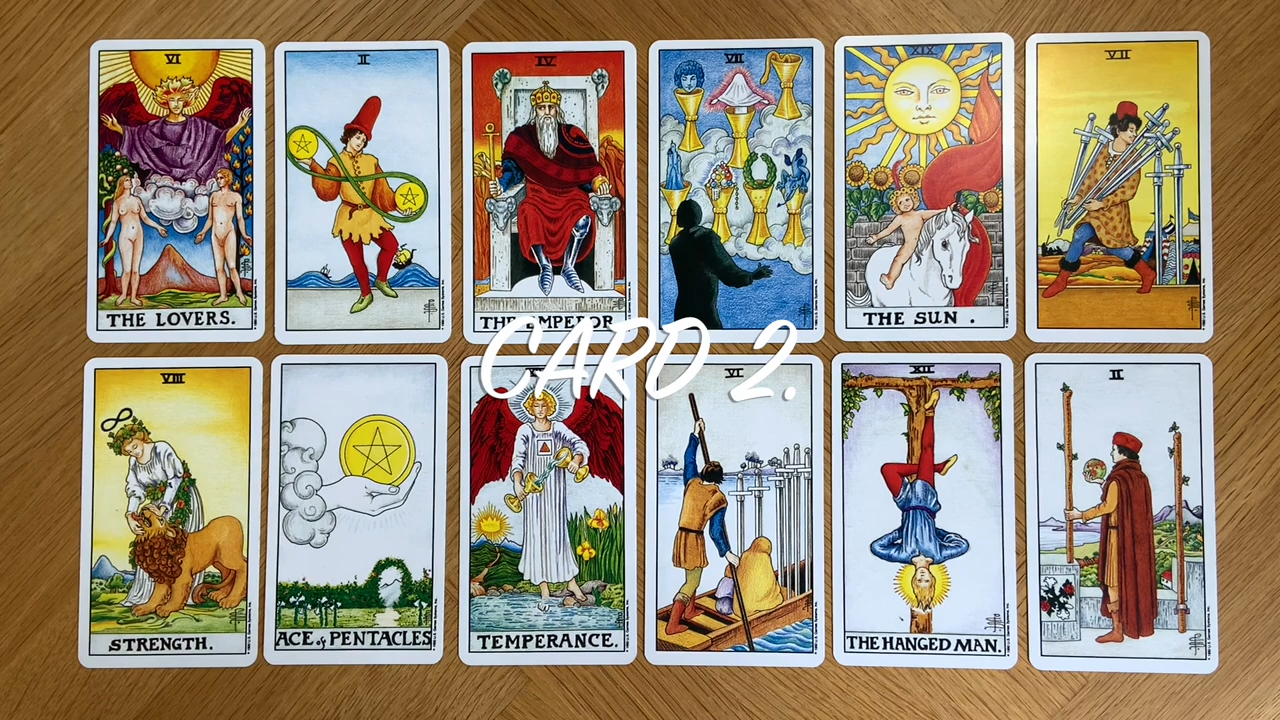 VI
II
IV
VII
XIX
VII
THE LOVERS.
THE EMPEROR
THE SUN.
CARD 2.
VIII
VI
XII
II
STRENGTH.
ACE of PENTACLES
TEMPERANCE.
THE HANGED MAN.